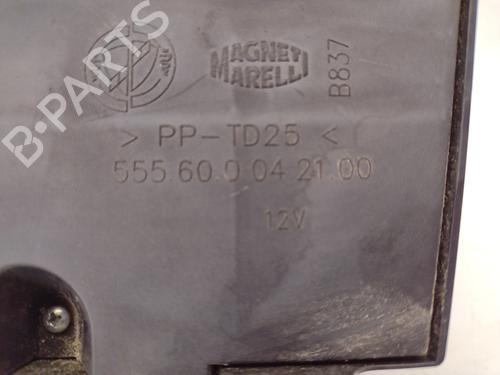 MAGNETI
MARELLI
B837
> PP-TD25 <
555.60.0 04 21.00
12V
B-PARTS